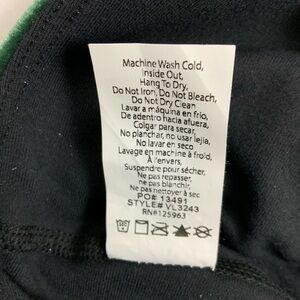 Machine Wash Cold,
Inside Out,
Hang To Dry,
Do Not Iron, Do Not Bleach,
Do Not Dry Clean
Lavar a máquina en frio,
De adentro hacia afuera,
Colgar para secar,
No planchar, no usar lejia,
No lavar en seco
Lavage en machine à froid,
À l'envers,
Suspendre pour sécher,
Ne pas repasser,
ne pas blanchir,
Ne pas nettoyer à sec
PO# 13491
STYLE# VL3243
RN#125963